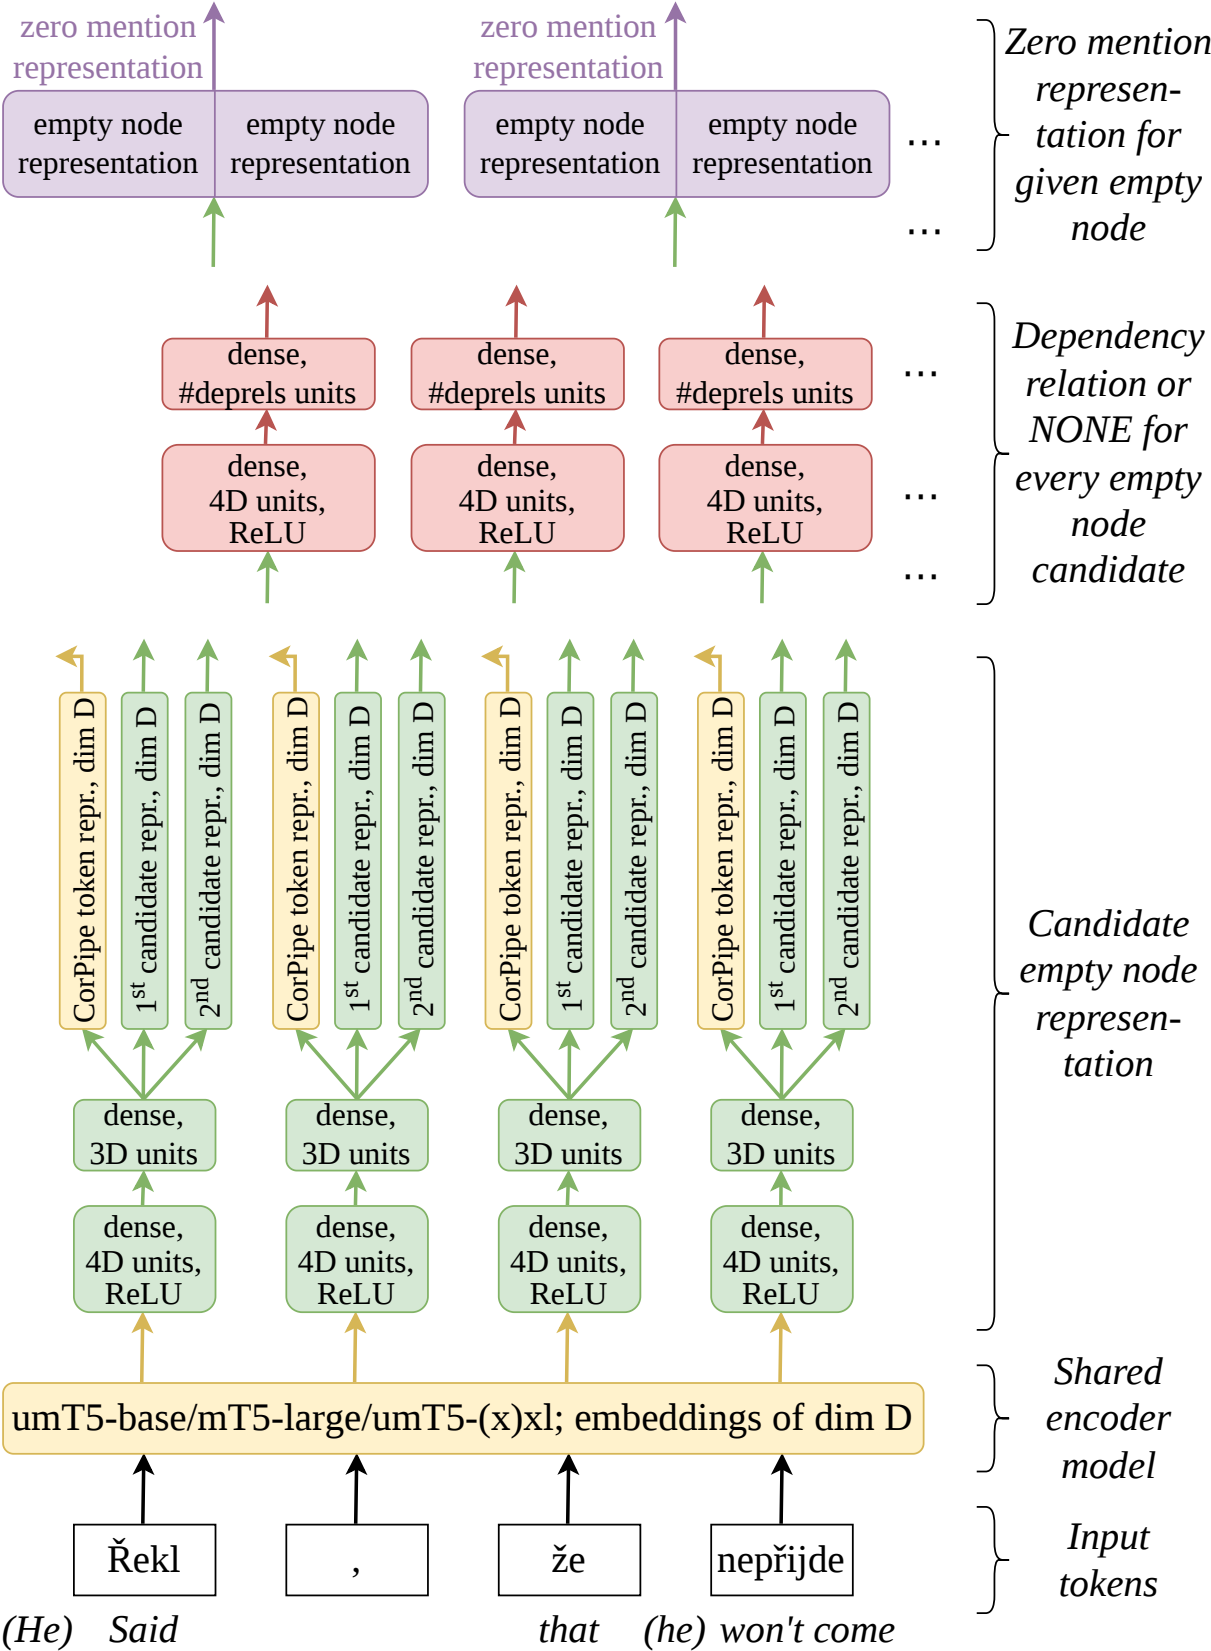 zero mention
representation
zero mention
representation
empty node
representation
empty node
representation
empty node
representation
empty node
representation
...
...
Zero mention
represen-
tation for
given empty
node
dense,
#deprels units
dense,
#deprels units
dense,
#deprels units
...
dense,
4D units,
ReLU
dense,
4D units,
ReLU
dense,
4D units,
ReLU
...
...
Dependency
relation or
NONE for
every empty
node
candidate
CorPipe token repr., dim D
1st candidate repr., dim D
2nd candidate repr., dim D
CorPipe token repr., dim D
1st candidate repr., dim D
2nd candidate repr., dim D
CorPipe token repr., dim D
1st candidate repr., dim D
2nd candidate repr., dim D
CorPipe token repr., dim D
1st candidate repr., dim D
2nd candidate repr., dim D
dense,
3D units
dense,
3D units
dense,
3D units
dense,
3D units
dense,
4D units,
ReLU
dense,
4D units,
ReLU
dense,
4D units,
ReLU
dense,
4D units,
ReLU
Candidate
empty node
represen-
tation
umT5-base/mT5-large/umT5-(x)xl; embeddings of dim D
Shared
encoder
model
Řekl
,
že
nepřijde
Input
tokens
(He) Said that (he) won't come